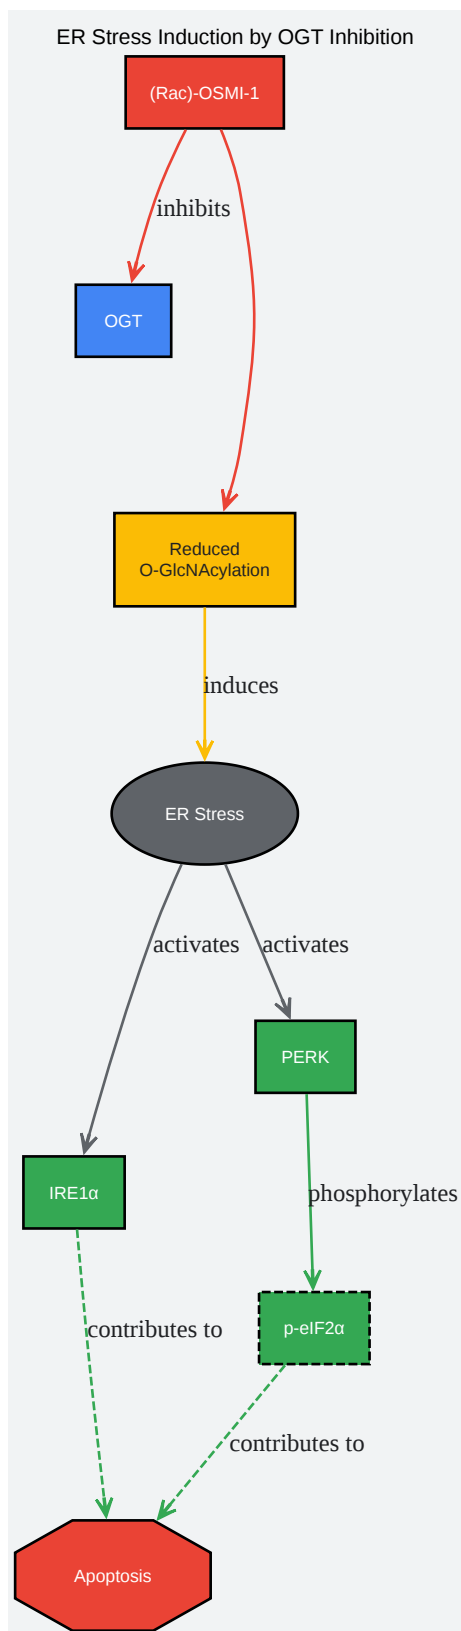 ER Stress Induction by OGT Inhibition
(Rac)-OSMI-1
inhibits
OGT
Reduced
O-GlcNAcylation
induces
ER Stress
activates
activates
PERK
IRE1α
phosphorylates
contributes to
p-eIF2α
contributes to
Apoptosis